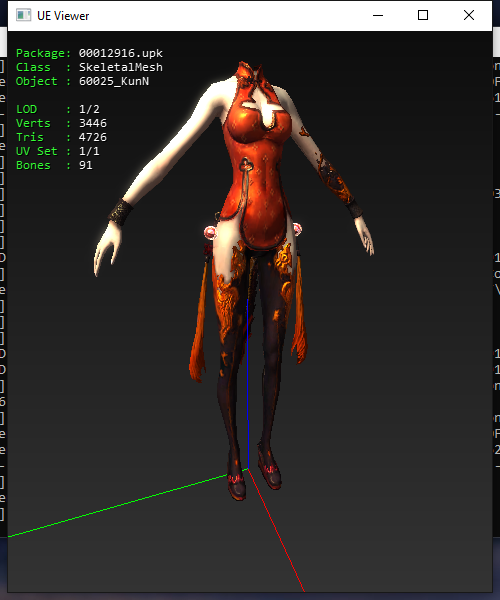 UE Viewer
Package: 00012916.upk
Class  : SkeletalMesh
Object : 60025_KunN
LOD    : 1/2
Verts  : 3446
Tris   : 4726
UV Set : 1/1
Bones  : 91